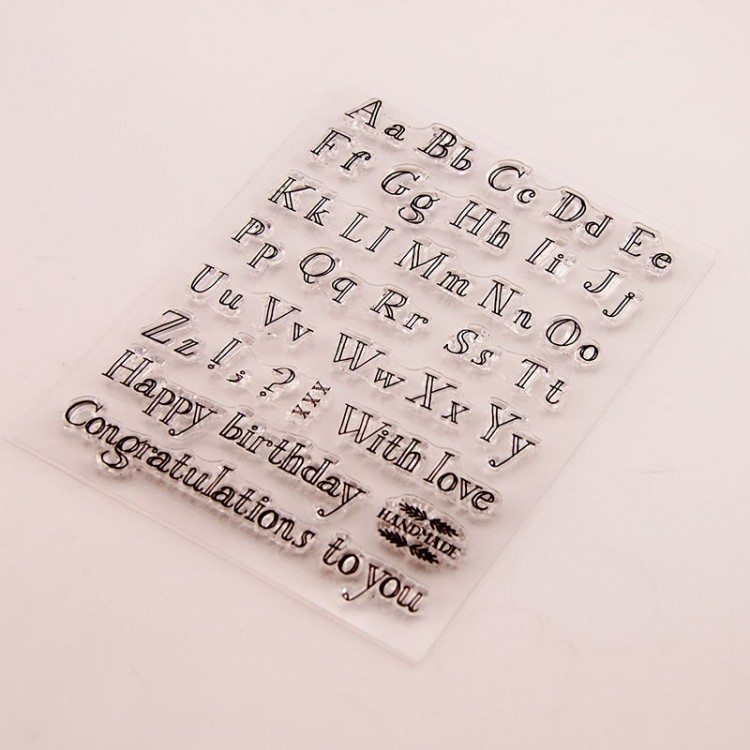 Aa Bb Cc Dd Ee
Ff Gg Hh Ii Jj
Kk Ll Mm Nn Oo
Pp Qq Rr Ss Tt
Uu Vv Ww Xx Yy
Zz ! ; ? XXX With love
Happy birthday
HANDMADE
Congratulations to you